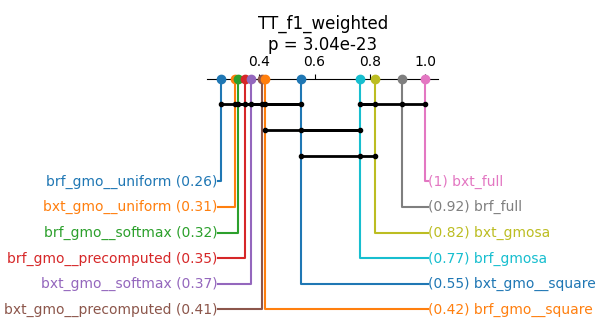 TT_f1_weighted
p = 3.04e-23
0.4 0.6 0.8 1.0
brf_gmo__uniform (0.26) (1) bxt_full
bxt_gmo__uniform (0.31) (0.92) brf_full
brf_gmo__softmax (0.32) (0.82) bxt_gmosa
brf_gmo__precomputed (0.35) (0.77) brf_gmosa
bxt_gmo__softmax (0.37) (0.55) bxt_gmo__square
bxt_gmo__precomputed (0.41) (0.42) brf_gmo__square